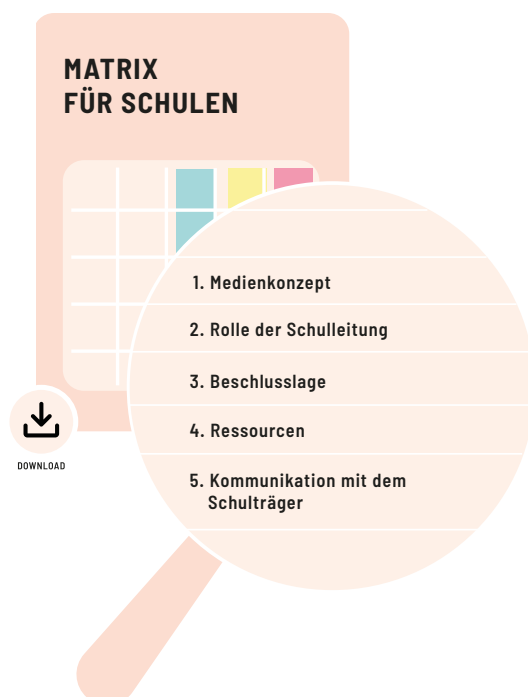 MATRIX
FÜR SCHULEN
1. Medienkonzept
2. Rolle der Schulleitung
3. Beschlusslage
4. Ressourcen
5. Kommunikation mit dem
Schulträger
DOWNLOAD